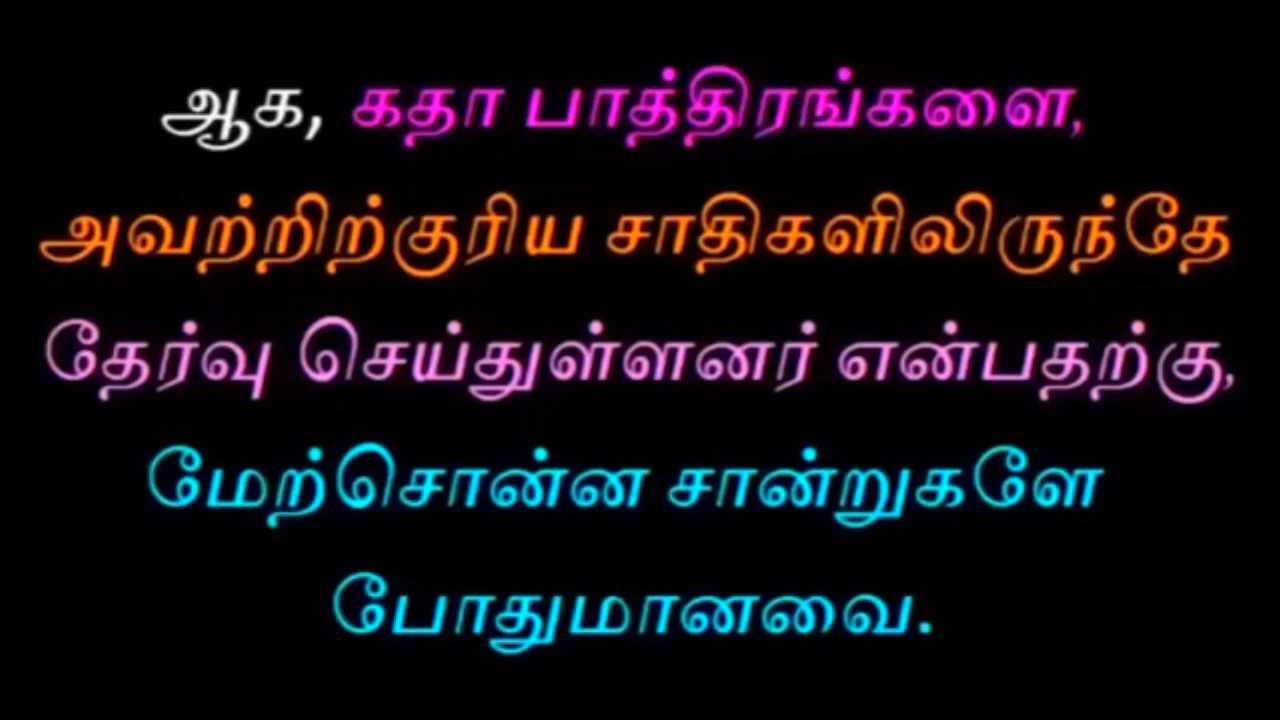 ஆக, கதா பாத்திரங்களை,
அவற்றிற்குரிய சாதிகளிலிருந்தே
தேர்வு செய்துள்ளனர் என்பதற்கு,
மேற்சொன்ன சான்றுகளே
போதுமானவை.